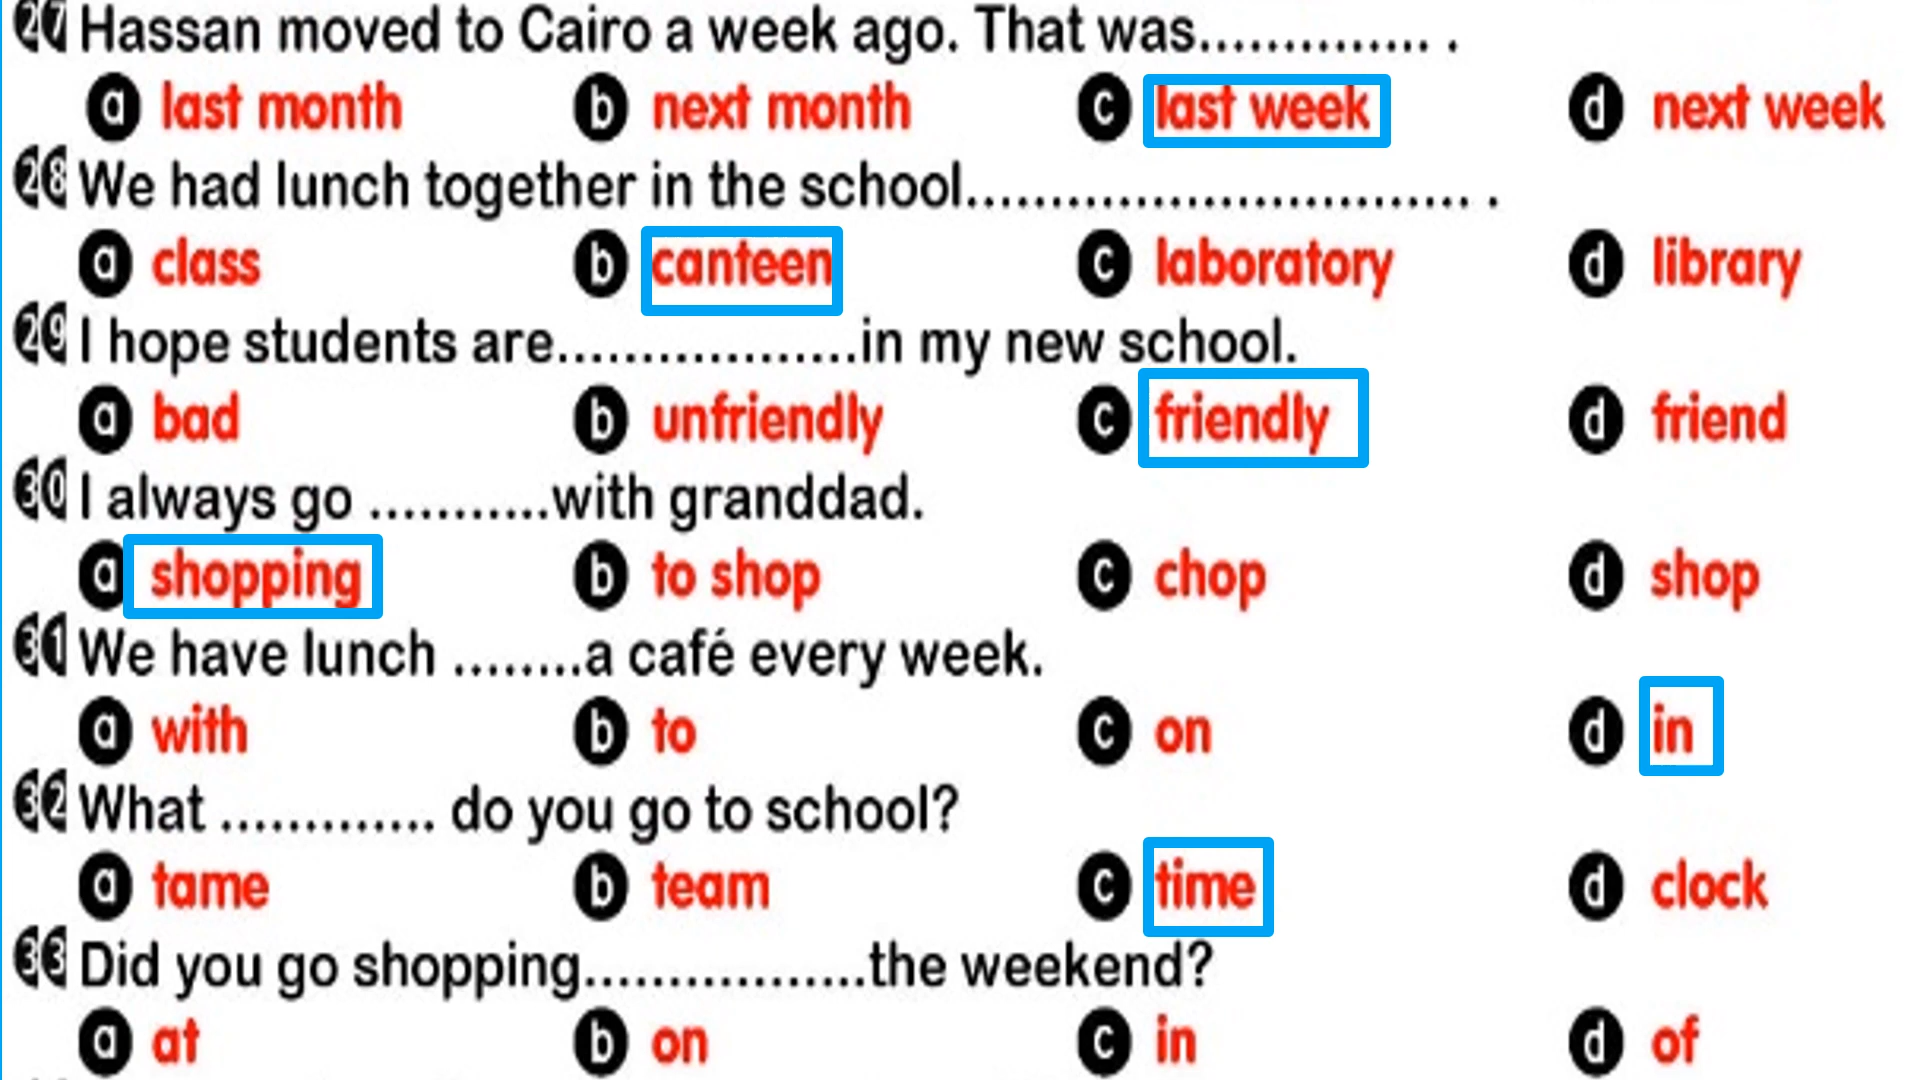 27 Hassan moved to Cairo a week ago. That was.............. .
a last month b next month c last week d next week
28 We had lunch together in the school.............................. .
a class b canteen c laboratory d library
29 I hope students are..................in my new school.
a bad b unfriendly c friendly d friend
30 I always go ...........with granddad.
a shopping b to shop c chop d shop
31 We have lunch ........a café every week.
a with b to c on d in
32 What ............. do you go to school?
a tame b team c time d clock
33 Did you go shopping.................the weekend?
a at b on c in d of